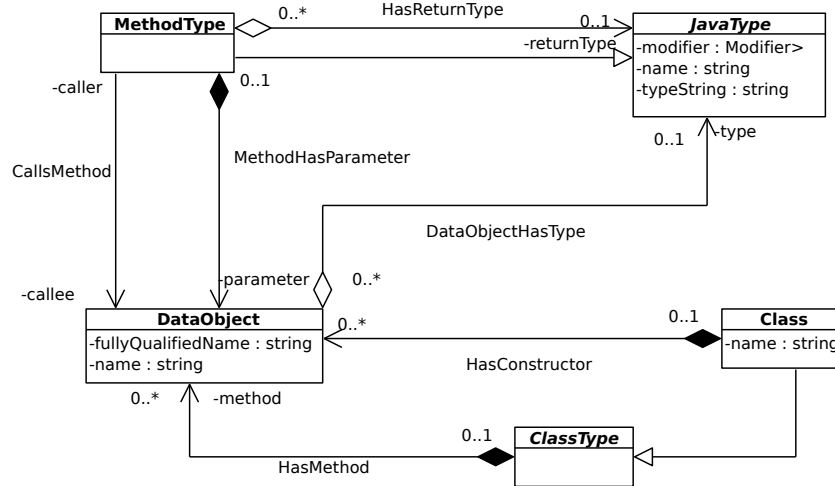 HasReturnType
0..*
0..1
MethodType
JavaType
-returnType
-modifier : Modifier>
-name : string
-typeString : string
-caller
0..1
-type
0..1
MethodHasParameter
CallsMethod
DataObjectHasType
-parameter
0..*
-callee
DataObject
0..*
0..1
Class
-fullyQualifiedName : string
-name : string
-name : string
HasConstructor
0..*
-method
0..1
ClassType
HasMethod